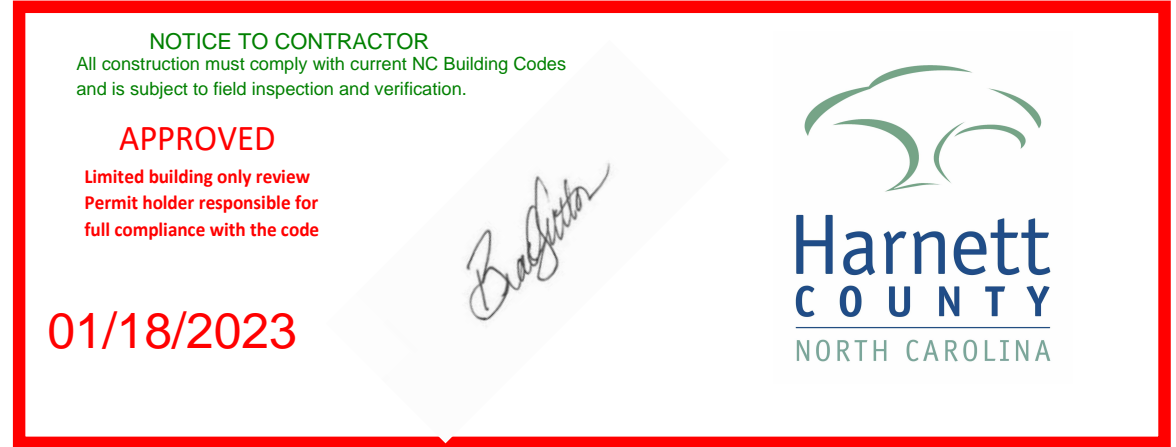 NOTICE TO CONTRACTOR
All construction must comply with current NC Building Codes
and is subject to field inspection and verification.
APPROVED
Limited building only review
Permit holder responsible for
full compliance with the code
01/18/2023
Brad Sutton
Harnett
COUNTY
NORTH CAROLINA